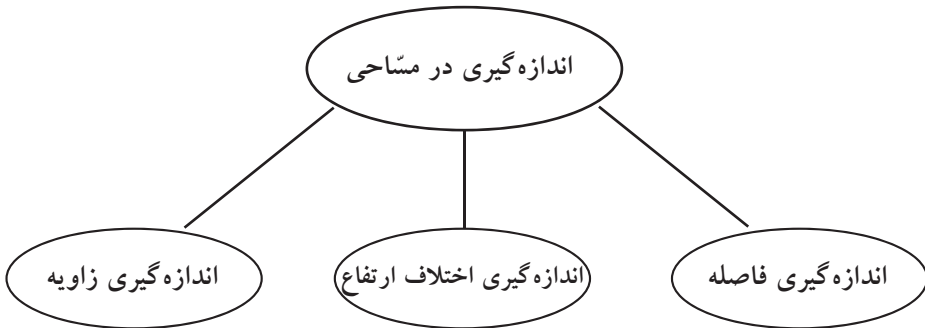 اندازه‌گیری در مسّاحی
اندازه‌گیری فاصله
اندازه‌گیری اختلاف ارتفاع
اندازه‌گیری زاویه